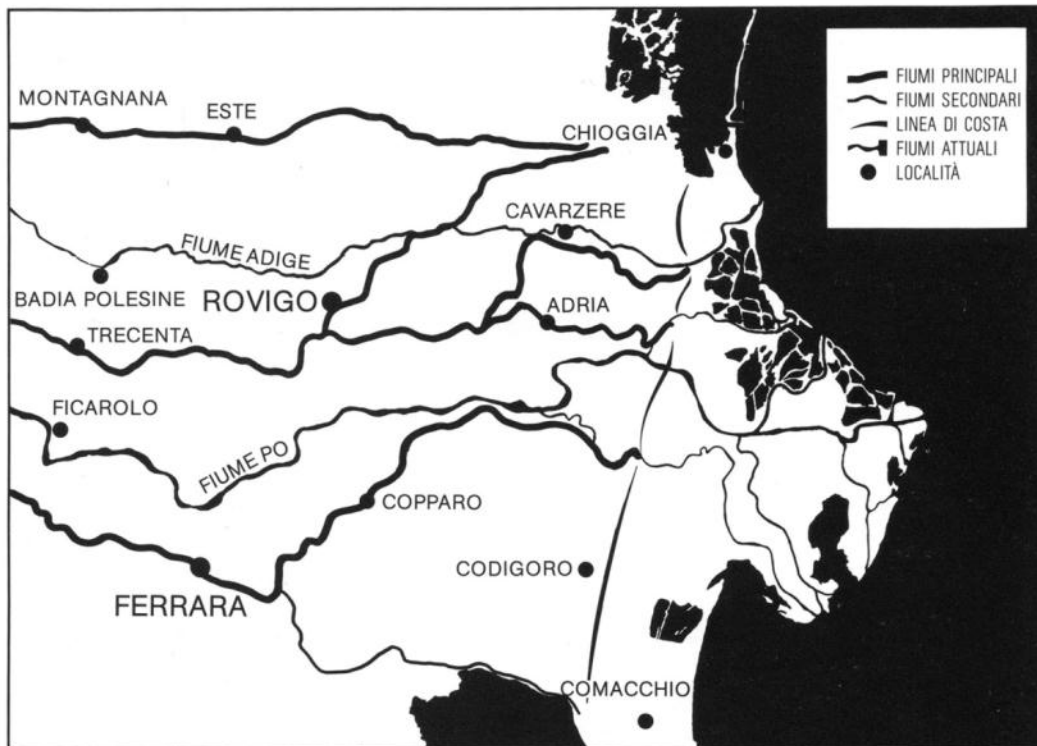 FIUMI PRINCIPALI
FIUMI SECONDARI
LINEA DI COSTA
FIUMI ATTUALI
LOCALITÀ
MONTAGNANA
ESTE
CHIOGGIA
CAVARZERE
FIUME ADIGE
BADIA POLESINE
ROVIGO
ADRIA
TRECENTA
FICAROLO
FIUME PO
COPPARO
CODIGORO
FERRARA
COMACCHIO